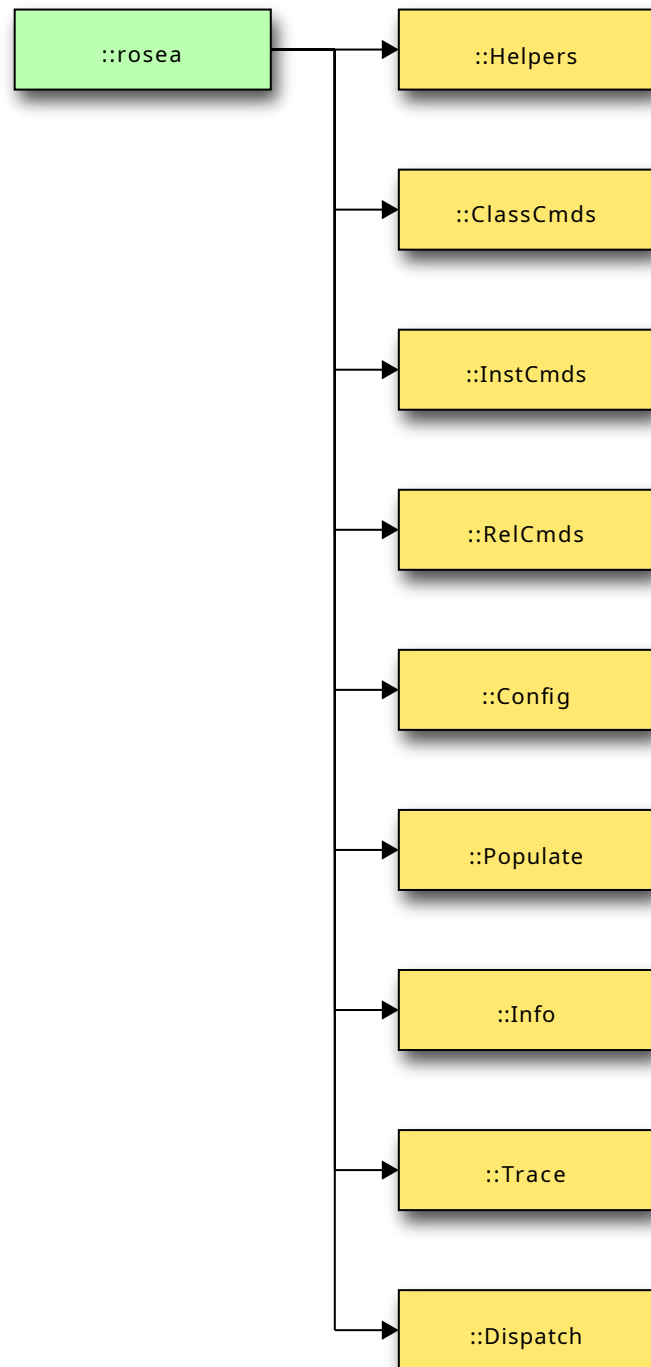 ::rosea
::Helpers
::ClassCmds
::InstCmds
::RelCmds
::Config
::Populate
::Info
::Trace
::Dispatch